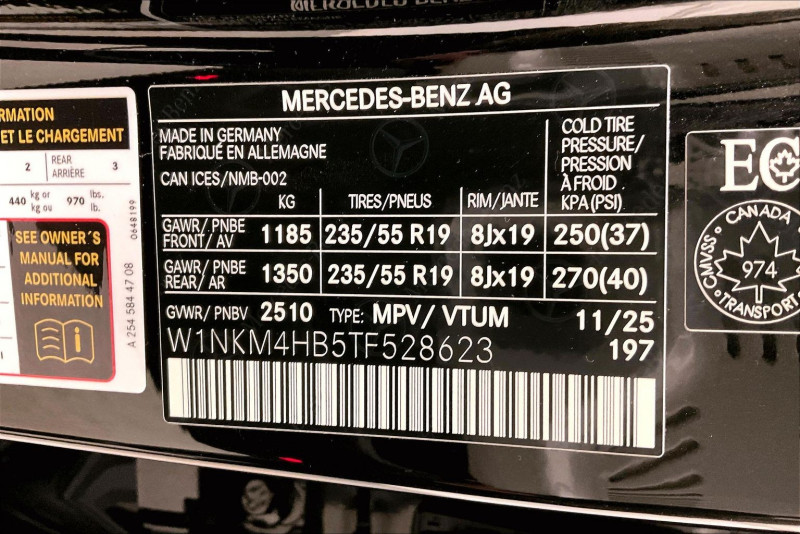 MERCEDES-BENZ AG
MADE IN GERMANY
FABRIQUÉ EN ALLEMAGNE
CAN ICES/NMB-002
COLD TIRE
PRESSURE/
PRESSION
À FROID
KPA(PSI)
KG TIRES/PNEUS RIM/JANTE
GAWR/ PNBE
FRONT/ AV 1185 235/55 R19 8Jx19 250(37)
GAWR/ PNBE
REAR/ AR 1350 235/55 R19 8Jx19 270(40)
GVWR/ PNBV 2510 TYPE: MPV/ VTUM 11/25
W1NKM4HB5TF528623 197
ET LE CHARGEMENT
2 REAR 3
ARRIÈRE
440 kg or 970 lbs.
kg ou lb.
SEE OWNER´S
MANUAL FOR
ADDITIONAL
INFORMATION
i
0648199
A 254 584 47 08
EC
CANADA
974
CMVSS
TRANSPORT